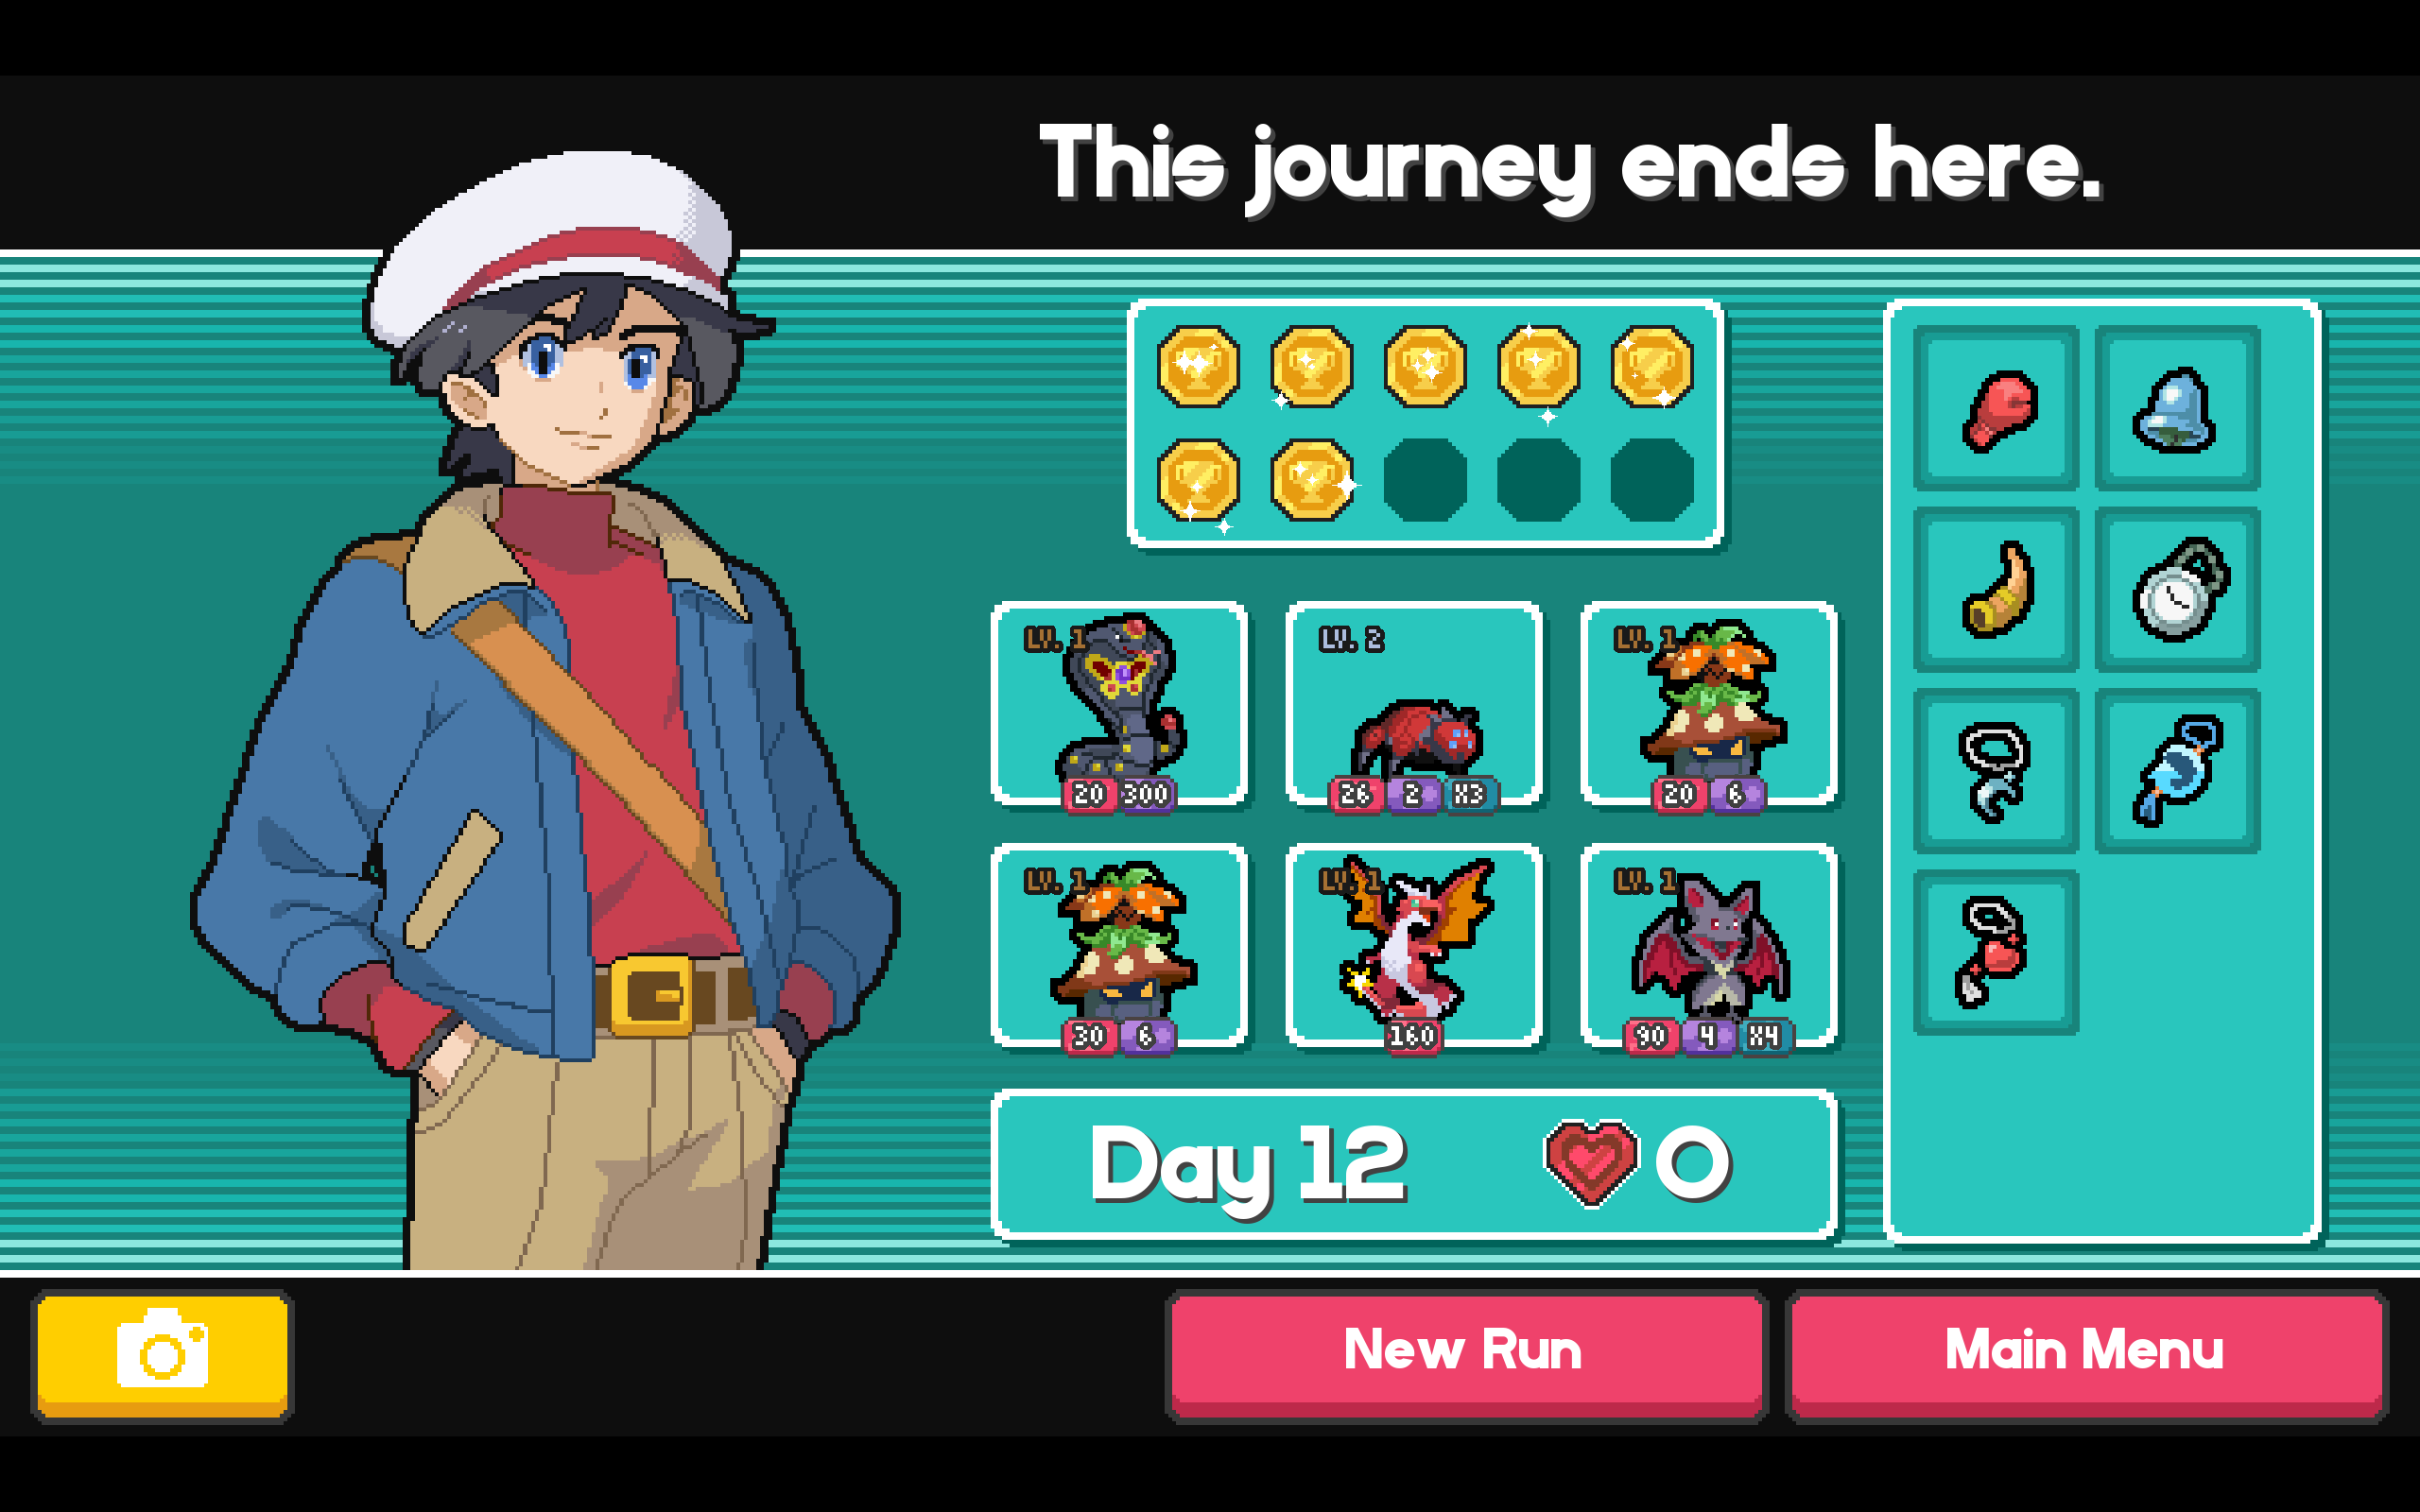 This journey ends here.
LV. 1
20 300
LV. 2
26 2 X3
LV. 1
20 6
LV. 1
30 6
LV. 1
160
LV. 1
90 4 X4
Day 12 0
New Run
Main Menu